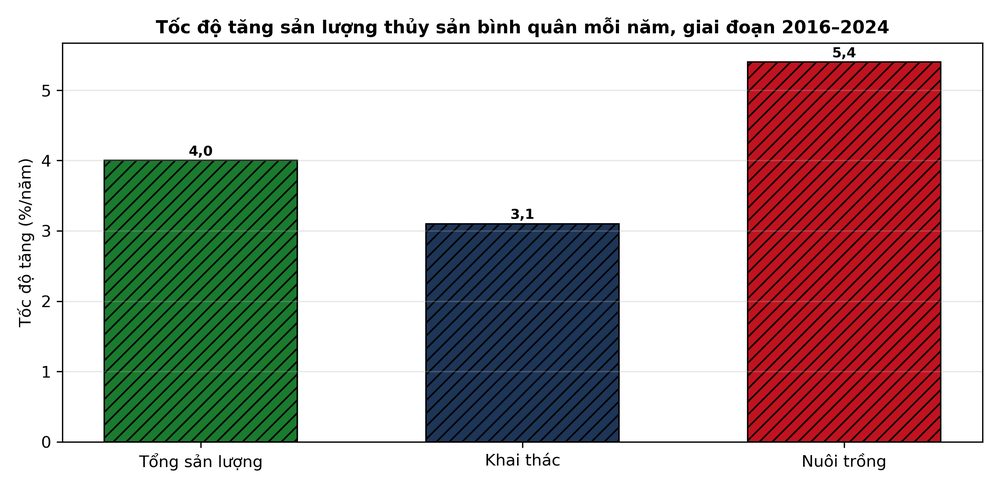 Tốc độ tăng sản lượng thủy sản bình quân mỗi năm, giai đoạn 2016–2024
Tốc độ tăng (%/năm)
5
4
3
2
1
0
4,0
3,1
5,4
Tổng sản lượng
Khai thác
Nuôi trồng